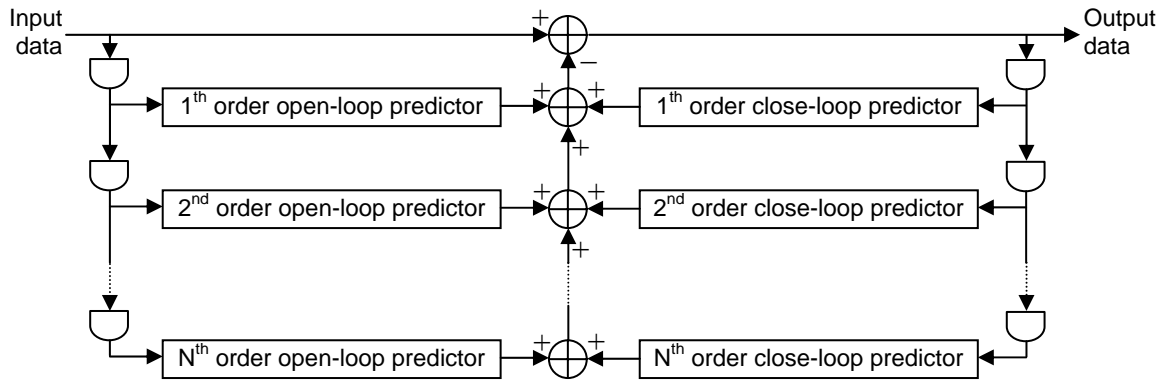 Input data
Output data
+
−
1th order open-loop predictor
+
+
1th order close-loop predictor
+
2nd order open-loop predictor
+
+
2nd order close-loop predictor
+
Nth order open-loop predictor
+
+
Nth order close-loop predictor